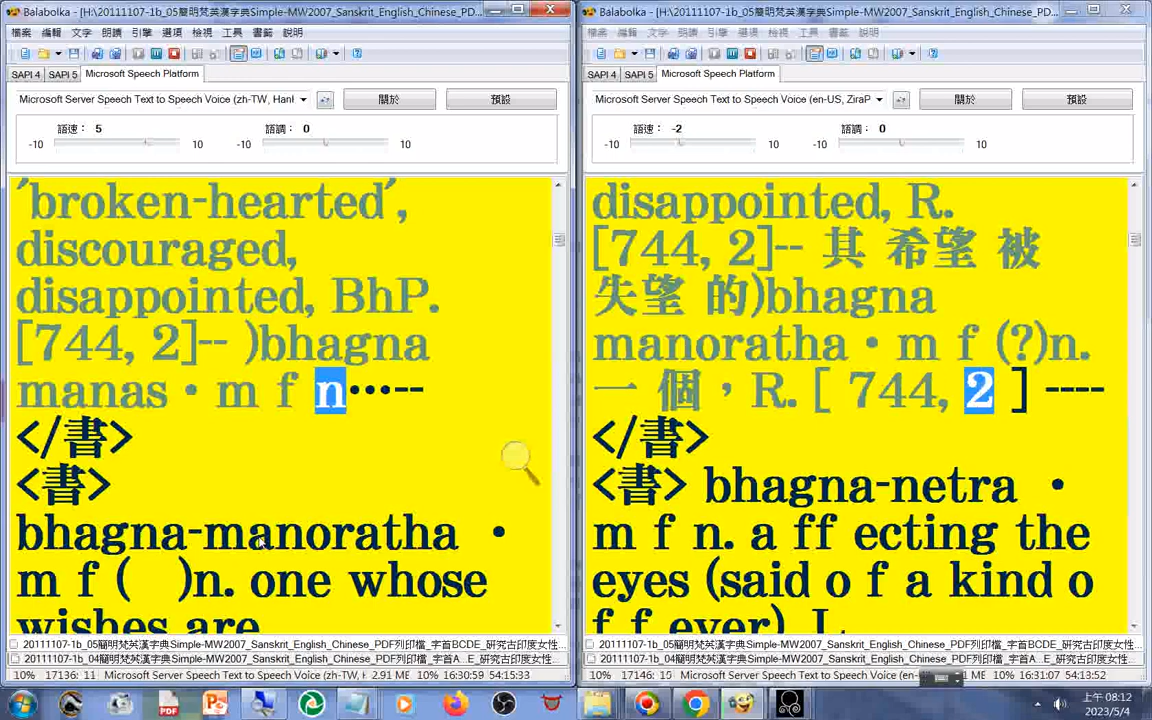 Balabolka - [H:\20111107-1b_05簡明梵英漢字典Simple-MW2007_Sanskrit_English_Chinese_PD...
檔案 編輯 文字 朗讀 引擎 選項 檢視 工具 書籤 說明
SAPI 4 SAPI 5 Microsoft Speech Platform
Microsoft Server Speech Text to Speech Voice (zh-TW, Hanl
關於
預設
語速： 5
語調： 0
-10 10 -10 10
'broken-hearted',
discouraged,
disappointed, BhP.
[744, 2]-- )bhagna
manas • m f n•••--
</書>
<書>
bhagna-manoratha •
m f ( )n. one whose
wishes are
20111107-1b_05簡明梵英漢字典Simple-MW2007_Sanskrit_English_Chinese_PDF列印檔_字首BCDE_研究古印度女性...
20111107-1b_04簡明梵英漢字典Simple-MW2007_Sanskrit_English_Chinese_PDF列印檔_字首A...E_研究古印度女性...
10% 17136: 11 Microsoft Server Speech Text to Speech Voice (zh-TW, 2.91 MB 10% 16:30:59 54:15:33
Balabolka - [H:\20111107-1b_05簡明梵英漢字典Simple-MW2007_Sanskrit_English_Chinese_PD...
檔案 編輯 文字 朗讀 引擎 選項 檢視 工具 書籤 說明
SAPI 4 SAPI 5 Microsoft Speech Platform
Microsoft Server Speech Text to Speech Voice (en-US, ZiraP
關於
預設
語速： -2
語調： 0
-10 10 -10 10
disappointed, R.
[744, 2]-- 其 希望 被
失望 的)bhagna
manoratha • m f (?)n.
一 個，R. [ 744, 2 ] ----
</書>
<書> bhagna-netra •
m f n. a ff ecting the
eyes (said o f a kind o
f f ever) L
20111107-1b_05簡明梵英漢字典Simple-MW2007_Sanskrit_English_Chinese_PDF列印檔_字首BCDE_研究古印度女性...
20111107-1b_04簡明梵英漢字典Simple-MW2007_Sanskrit_English_Chinese_PDF列印檔_字首A...E_研究古印度女性...
10% 17146: 15 Microsoft Server Speech Text to Speech Voice (en-US 10% 16:31:07 54:13:52
PDF
上午 08:12
2023/5/4